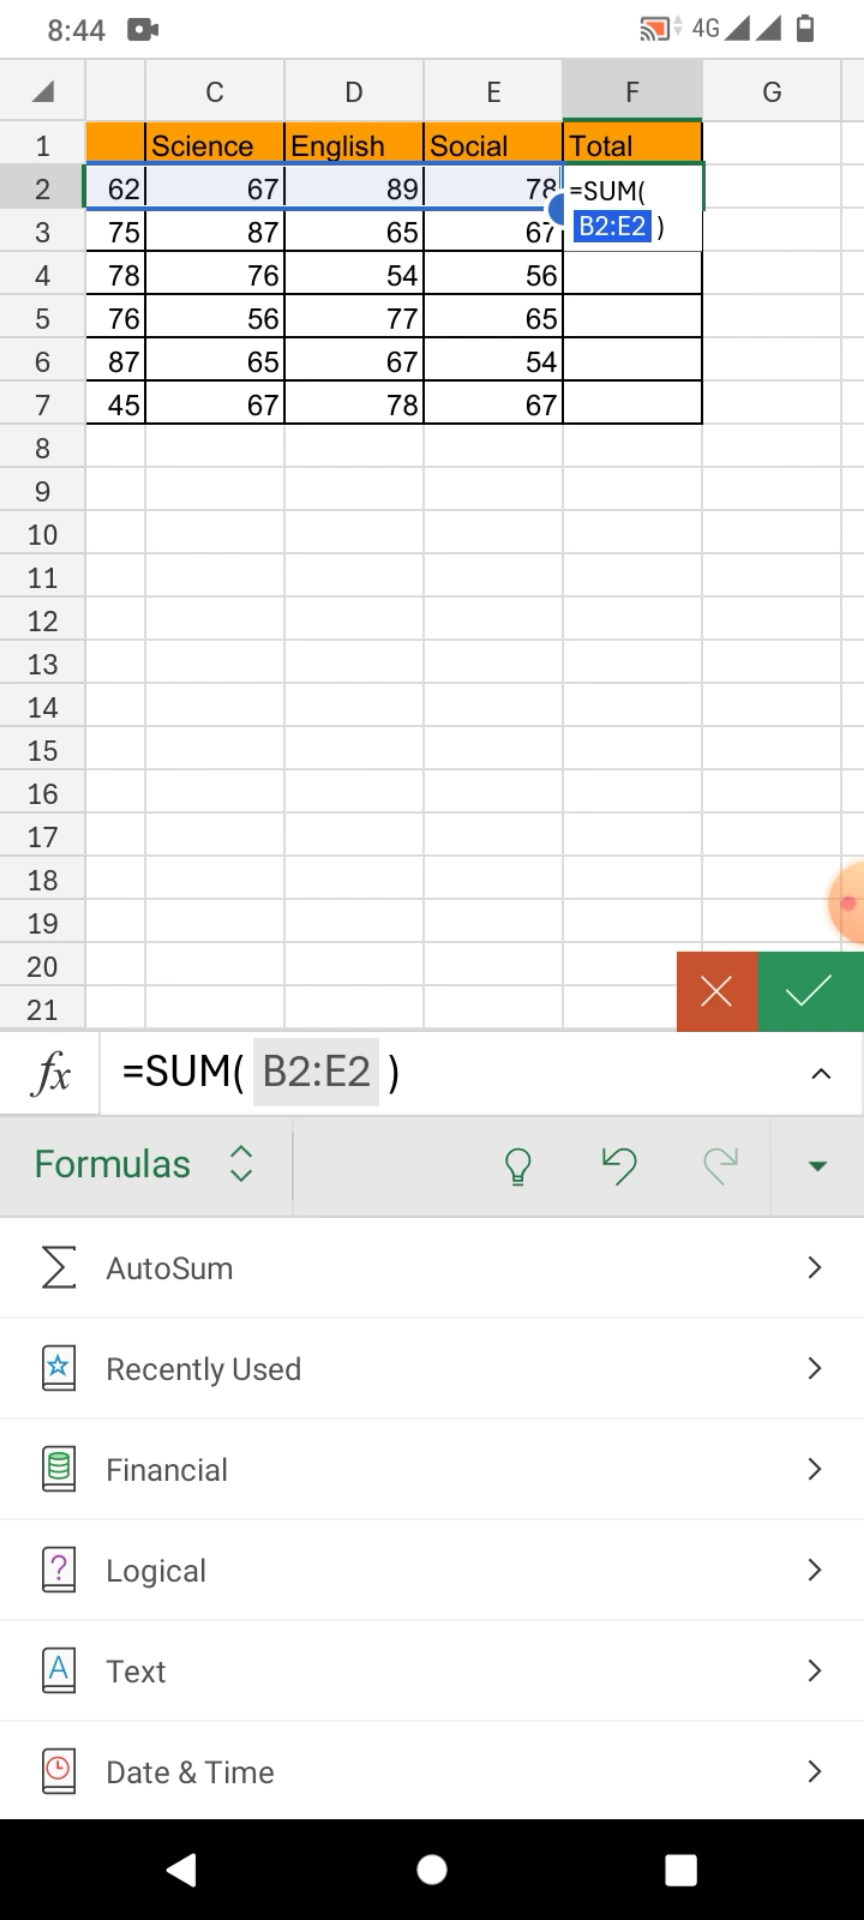 8:44 4G
C D E F G
1 Science English Social Total
2 62 67 89 78 =SUM(
B2:E2 )
3 75 87 65 67
4 78 76 54 56
5 76 56 77 65
6 87 65 67 54
7 45 67 78 67
8
9
10
11
12
13
14
15
16
17
18
19
20
21
fx =SUM( B2:E2 )
Formulas
AutoSum
Recently Used
Financial
Logical
Text
Date & Time